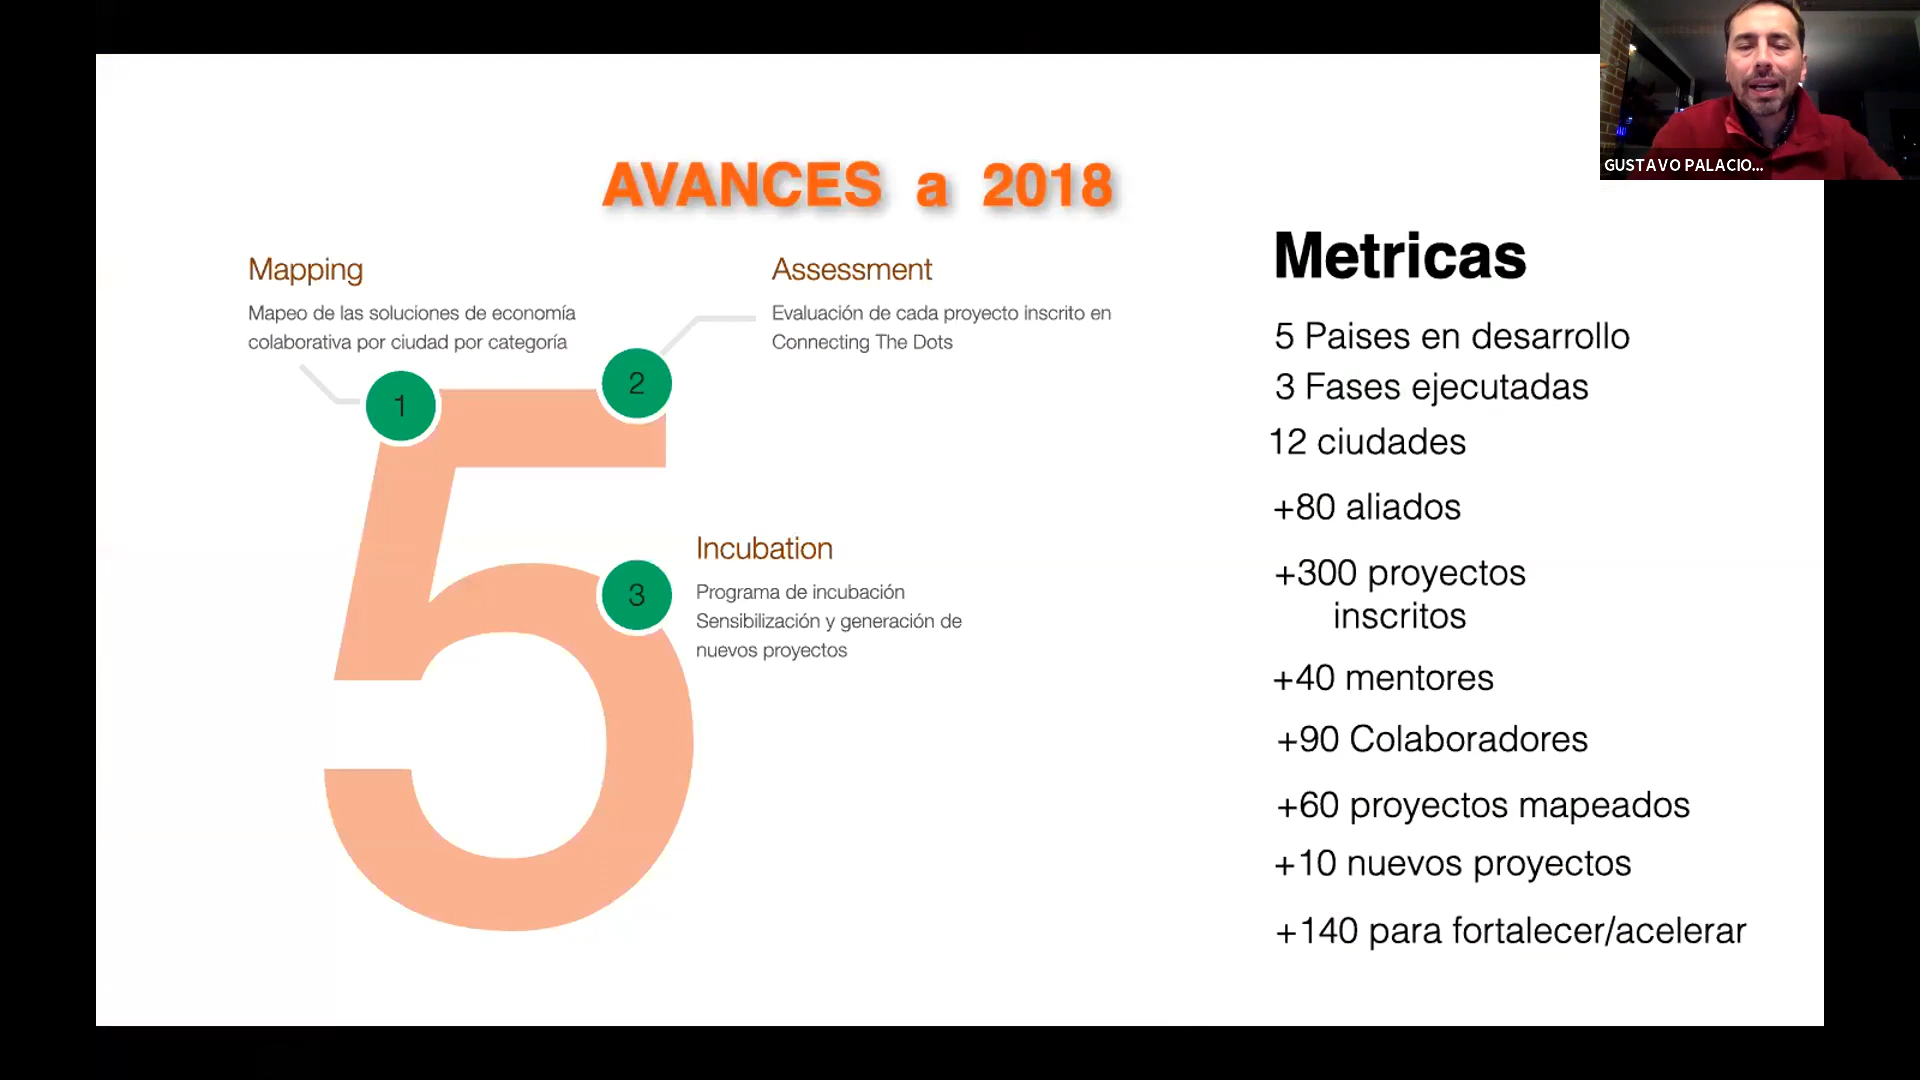 GUSTAVO PALACIO...
AVANCES a 2018
Mapping
Mapeo de las soluciones de economía
colaborativa por ciudad por categoría
Assessment
Evaluación de cada proyecto inscrito en
Connecting The Dots
1
2
Incubation
3
Programa de incubación
Sensibilización y generación de
nuevos proyectos
Metricas
5 Paises en desarrollo
3 Fases ejecutadas
12 ciudades
+80 aliados
+300 proyectos
inscritos
+40 mentores
+90 Colaboradores
+60 proyectos mapeados
+10 nuevos proyectos
+140 para fortalecer/acelerar
5